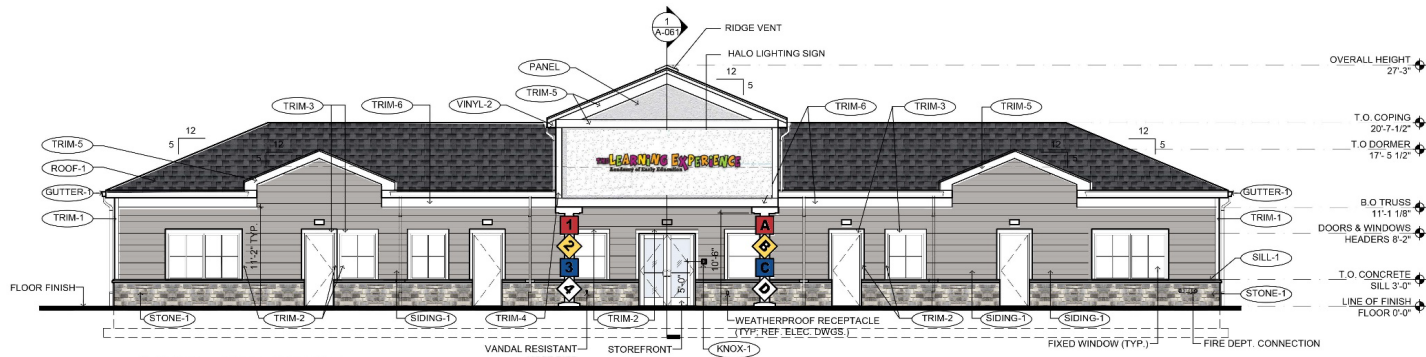 1
A-061
RIDGE VENT
HALO LIGHTING SIGN
OVERALL HEIGHT
27'-3"
PANEL
12
5
TRIM-5
TRIM-3
TRIM-6
VINYL-2
TRIM-6
TRIM-3
TRIM-5
T.O. COPING
20'-7-1/2"
12
5
12
5
T.O DORMER
17'- 5 1/2"
TRIM-5
ROOF-1
12
5
12
THE LEARNING EXPERIENCE
Academy of Early Education
GUTTER-1
GUTTER-1
B.O TRUSS
11'-1 1/8"
TRIM-1
TRIM-1
DOORS & WINDOWS
HEADERS 8'-2"
1
2
3
4
A
B
C
D
11'-2" TYP.
10'-8"
5'-0"
SILL-1
T.O. CONCRETE
SILL 3'-0"
FLOOR FINISH
STONE-1
LINE OF FINISH
FLOOR 0'-0"
STONE-1
TRIM-2
SIDING-1
TRIM-4
TRIM-2
WEATHERPROOF RECEPTACLE
(TYP; REF. ELEC. DWGS.)
TRIM-2
SIDING-1
SIDING-1
VANDAL RESISTANT
STOREFRONT
KNOX-1
FIXED WINDOW (TYP.)
FIRE DEPT. CONNECTION